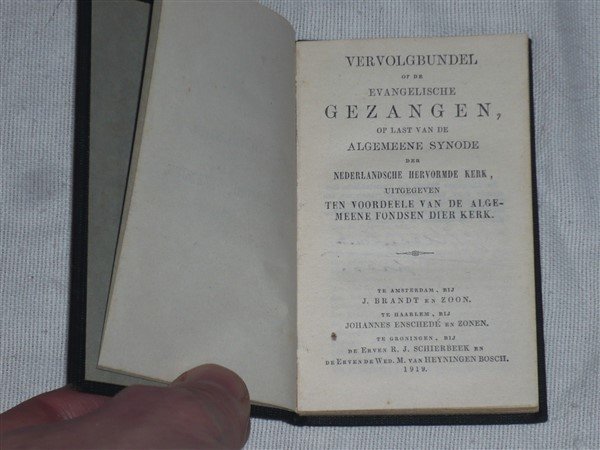 VERVOLGBUNDEL
OP DE
EVANGELISCHE
GEZANGEN,
OP LAST VAN DE
ALGEMEENE SYNODE
DER
NEDERLANDSCHE HERVORMDE KERK,
UITGEGEVEN
TEN VOORDEELE VAN DE ALGE-
MEENE FONDSEN DIER KERK.
TE AMSTERDAM, BIJ
J. BRANDT EN ZOON.
TE HAARLEM, BIJ
JOHANNES ENSCHEDÉ EN ZONEN.
TE GRONINGEN, BIJ
DE ERVEN R. J. SCHIERBEEK EN
DE ERVEN DE WED. M. VAN HEYNINGEN BOSCH.
1919.